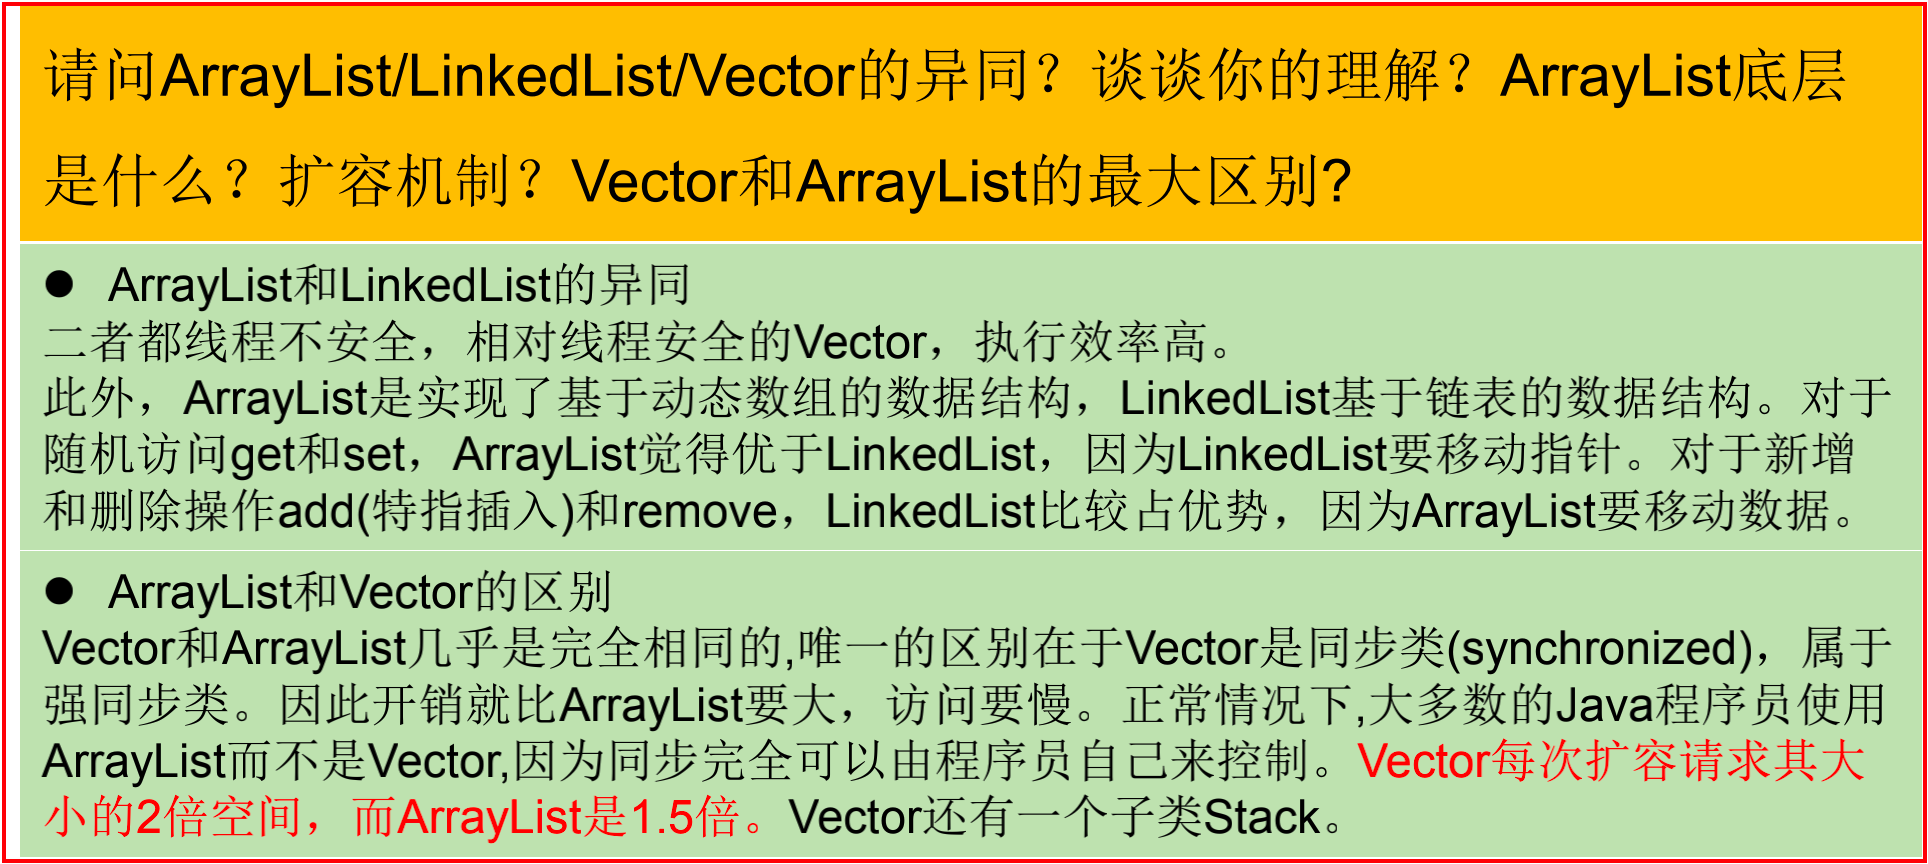 请问ArrayList/LinkedList/Vector的异同？谈谈你的理解？ArrayList底层
是什么？扩容机制？Vector和ArrayList的最大区别?
● ArrayList和LinkedList的异同
二者都线程不安全，相对线程安全的Vector，执行效率高。
此外，ArrayList是实现了基于动态数组的数据结构，LinkedList基于链表的数据结构。对于
随机访问get和set，ArrayList觉得优于LinkedList，因为LinkedList要移动指针。对于新增
和删除操作add(特指插入)和remove，LinkedList比较占优势，因为ArrayList要移动数据。
● ArrayList和Vector的区别
Vector和ArrayList几乎是完全相同的,唯一的区别在于Vector是同步类(synchronized)，属于
强同步类。因此开销就比ArrayList要大，访问要慢。正常情况下,大多数的Java程序员使用
ArrayList而不是Vector,因为同步完全可以由程序员自己来控制。Vector每次扩容请求其大
小的2倍空间，而ArrayList是1.5倍。Vector还有一个子类Stack。